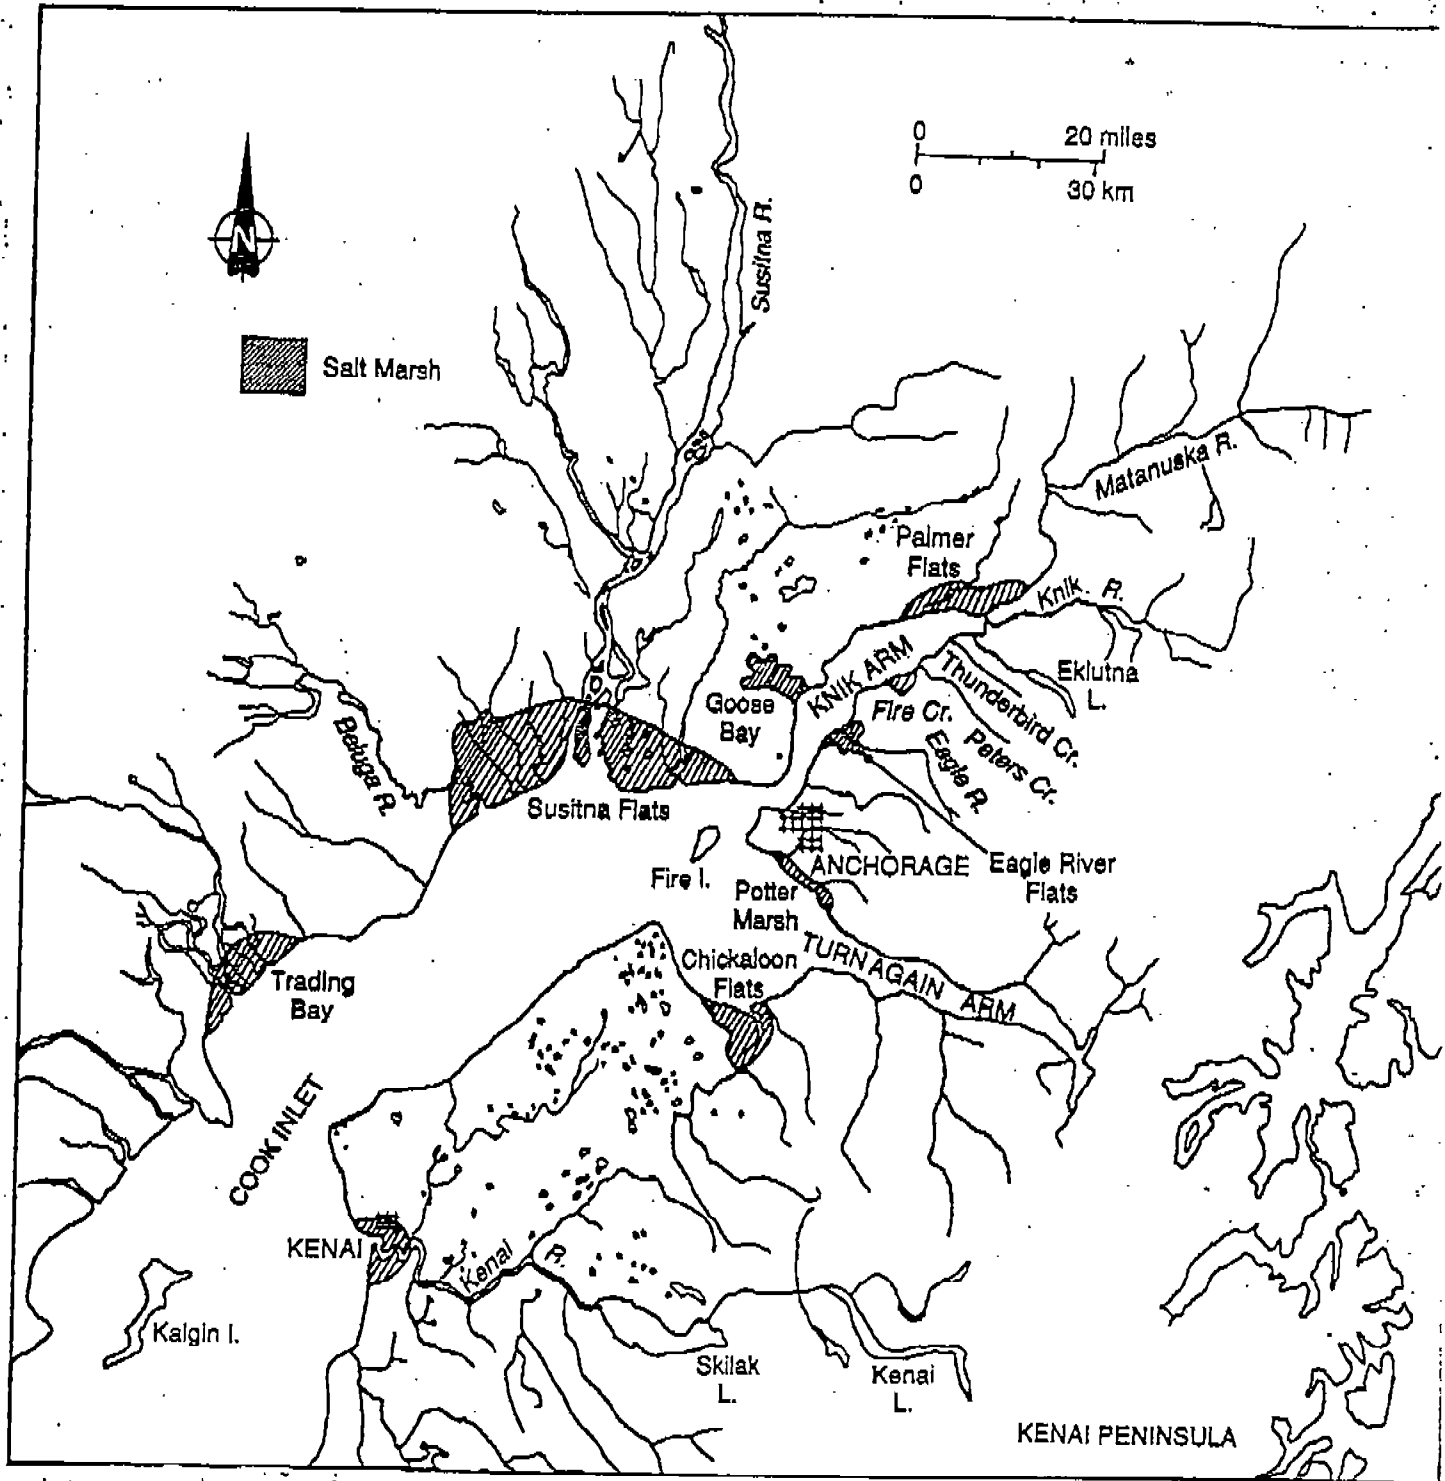 0 20 miles
0 30 km
N
Susitna R.
Salt Marsh
Matanuska R.
Palmer
Flats
Knik R.
KNIK ARM
Eklutna
L.
Thunderbird Cr.
Goose
Bay
Fire Cr.
Peters Cr.
Eagle R.
Beluga R.
Susitna Flats
Fire I.
ANCHORAGE
Eagle River
Flats
Potter
Marsh
TURNAGAIN ARM
Chickaloon
Flats
Trading
Bay
COOK INLET
KENAI
Kenai R.
Kalgin I.
Skilak
L.
Kenai
L.
KENAI PENINSULA